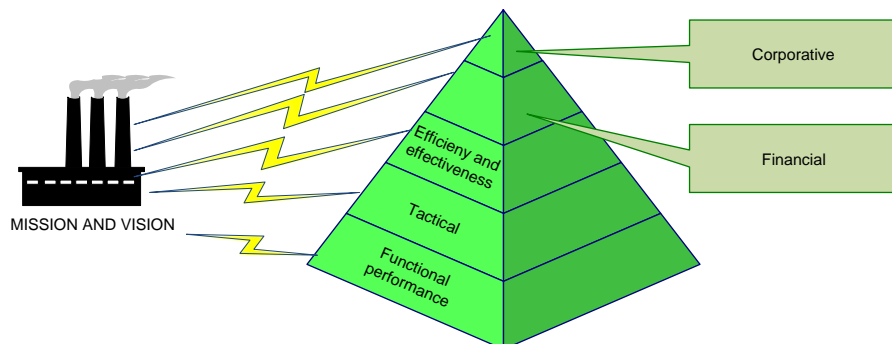 Corporative
Efficieny and
effectiveness
Financial
Tactical
MISSION AND VISION
Functional
performance